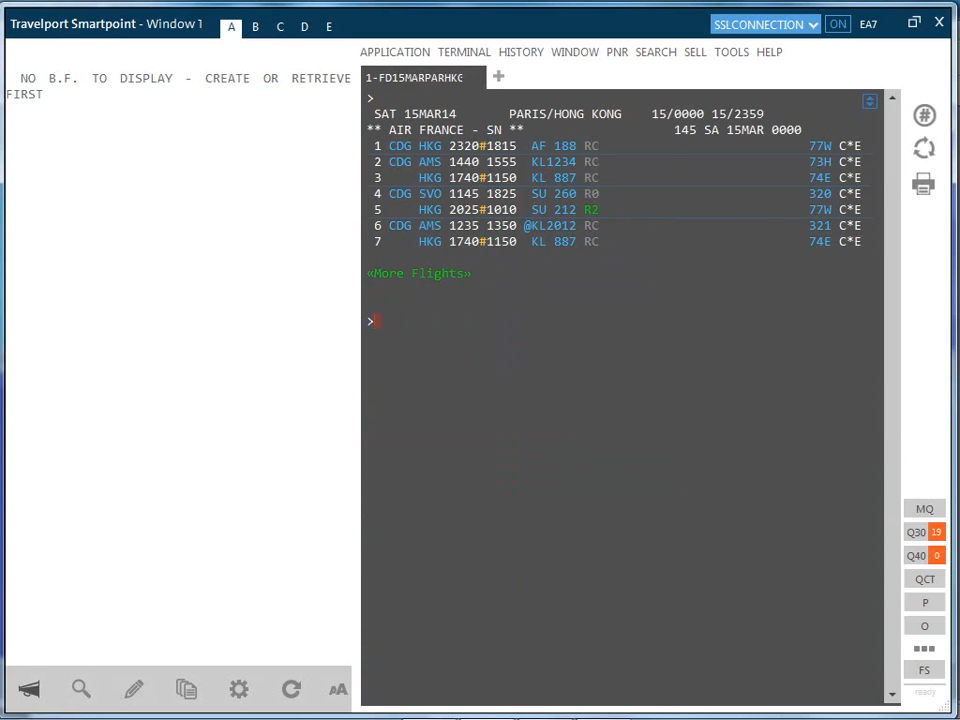 Travelport Smartpoint - Window 1
A B C D E
SSLCONNECTION ON EA7
APPLICATION TERMINAL HISTORY WINDOW PNR SEARCH SELL TOOLS HELP
NO B.F. TO DISPLAY - CREATE OR RETRIEVE
FIRST
1-FD15MARPARHKG
>
SAT 15MAR14 PARIS/HONG KONG 15/0000 15/2359
** AIR FRANCE - SN ** 145 SA 15MAR 0000
1 CDG HKG 2320#1815 AF 188 RC 77W C*E
2 CDG AMS 1440 1555 KL1234 RC 73H C*E
3 HKG 1740#1150 KL 887 RC 74E C*E
4 CDG SVO 1145 1825 SU 260 R0 320 C*E
5 HKG 2025#1010 SU 212 R2 77W C*E
6 CDG AMS 1235 1350 @KL2012 RC 321 C*E
7 HKG 1740#1150 KL 887 RC 74E C*E
«More Flights»
>
#
MQ
Q30 19
Q40 0
QCT
P
O
FS
ready
AA